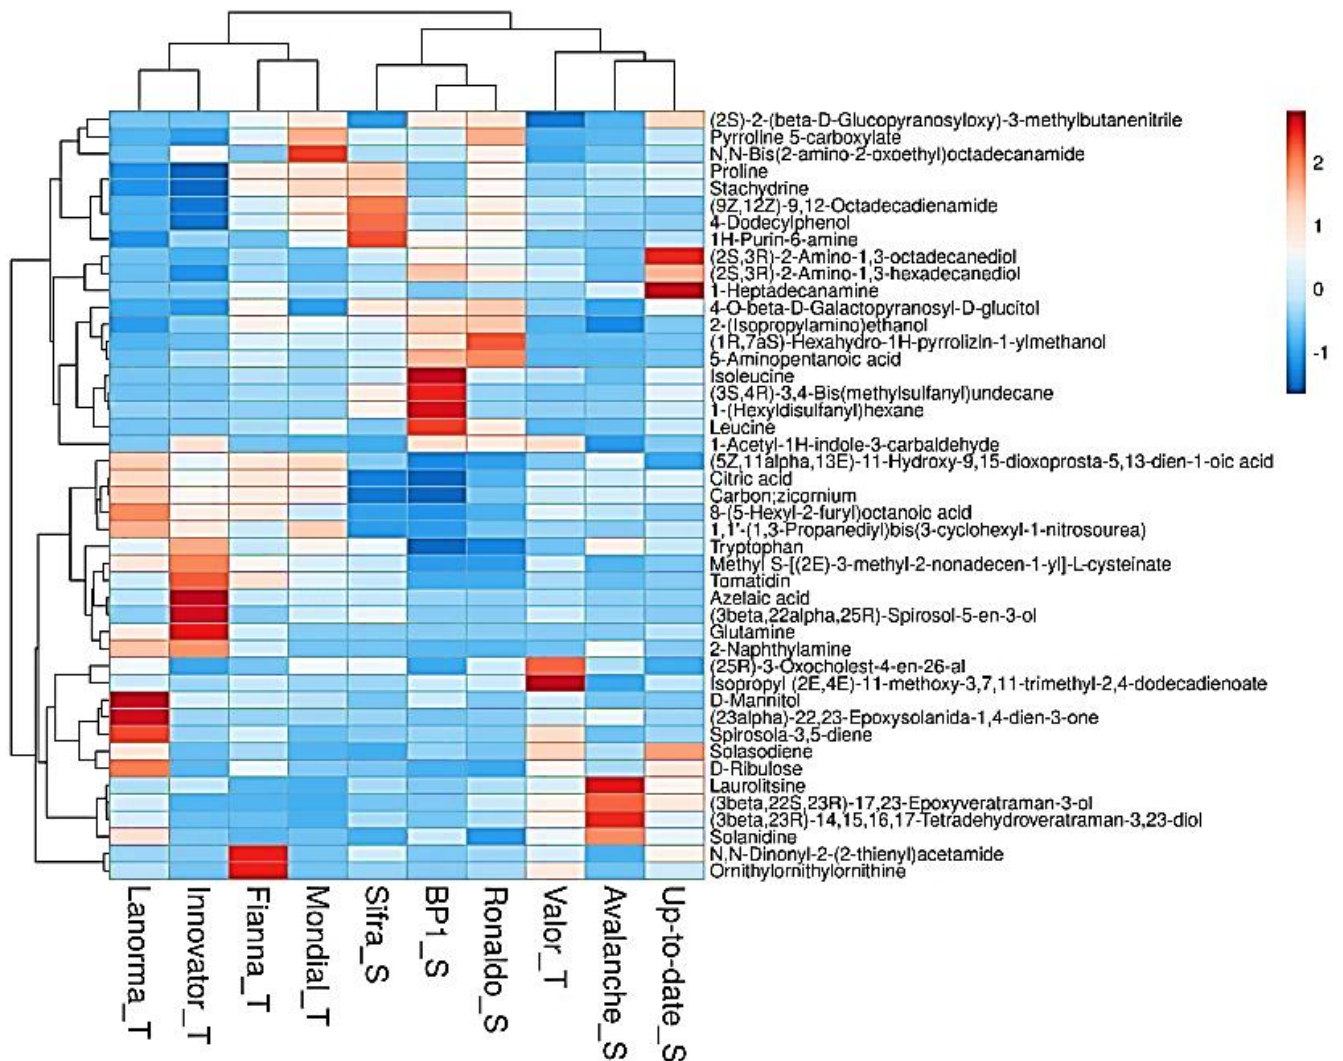 (2S)-2-(beta-D-Glucopyranosyloxy)-3-methylbutanenitrile
Pyrroline 5-carboxylate
N,N-Bis(2-amino-2-oxoethyl)octadecanamide
Proline
Stachydrine
(9Z,12Z)-9,12-Octadecadienamide
4-Dodecylphenol
1H-Purin-6-amine
(2S,3R)-2-Amino-1,3-octadecanediol
(2S,3R)-2-Amino-1,3-hexadecanediol
1-Heptadecanamine
4-O-beta-D-Galactopyranosyl-D-glucitol
2-(Isopropylamino)ethanol
(1R,7aS)-Hexahydro-1H-pyrrolizin-1-ylmethanol
5-Aminopentanoic acid
Isoleucine
(3S,4R)-3,4-Bis(methylsulfanyl)undecane
1-(Hexyldisulfanyl)hexane
Leucine
1-Acetyl-1H-indole-3-carbaldehyde
(5Z,11alpha,13E)-11-Hydroxy-9,15-dioxoprosta-5,13-dien-1-oic acid
Citric acid
Carbon;zicornium
8-(5-Hexyl-2-furyl)octanoic acid
1,1'-(1,3-Propanediyl)bis(3-cyclohexyl-1-nitrosourea)
Tryptophan
Methyl S-[(2E)-3-methyl-2-nonadecen-1-yl]-L-cysteinate
Tomatidin
Azelaic acid
(3beta,22alpha,25R)-Spirosol-5-en-3-ol
Glutamine
2-Naphthylamine
(25R)-3-Oxocholest-4-en-26-al
Isopropyl (2E,4E)-11-methoxy-3,7,11-trimethyl-2,4-dodecadienoate
D-Mannitol
(23alpha)-22,23-Epoxysolanida-1,4-dien-3-one
Spirosola-3,5-diene
Solasodiene
D-Ribulose
Laurolitsine
(3beta,22S,23R)-17,23-Epoxyveratraman-3-ol
(3beta,23R)-14,15,16,17-Tetradehydroveratraman-3,23-diol
Solanidine
N,N-Dinonyl-2-(2-thienyl)acetamide
Ornithylornithylornithine
2
1
0
-1
Lanorma_T
Innovator_T
Fianna_T
Mondial_T
Sifra_S
BP1_S
Ronaldo_S
Valor_T
Avalanche_S
Up-to-date_S